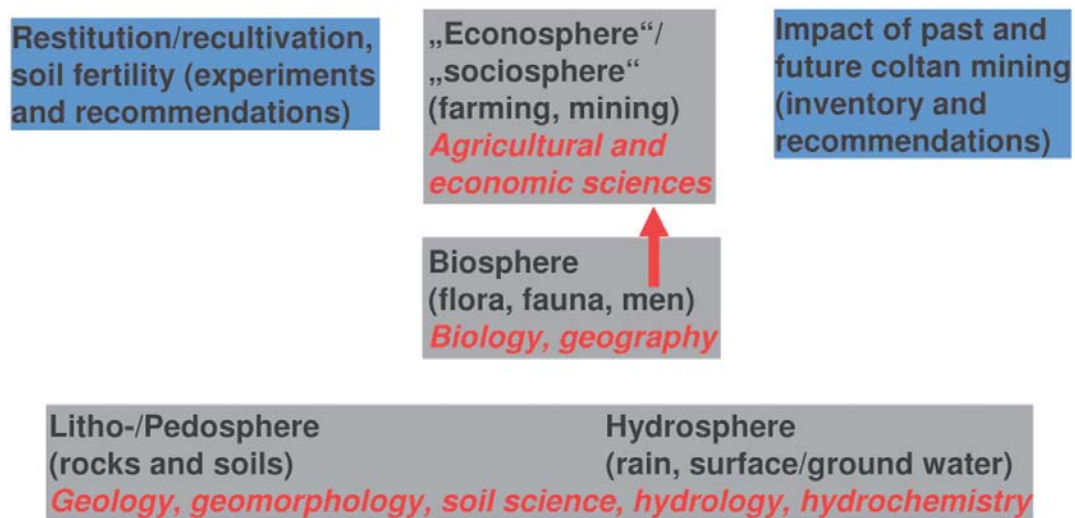 Restitution/recultivation,
soil fertility (experiments
and recommendations)
„Econosphere“/
„sociosphere“
(farming, mining)
Agricultural and
economic sciences
Impact of past and
future coltan mining
(inventory and
recommendations)
Biosphere
(flora, fauna, men)
Biology, geography
Litho-/Pedosphere
(rocks and soils)
Hydrosphere
(rain, surface/ground water)
Geology, geomorphology, soil science, hydrology, hydrochemistry